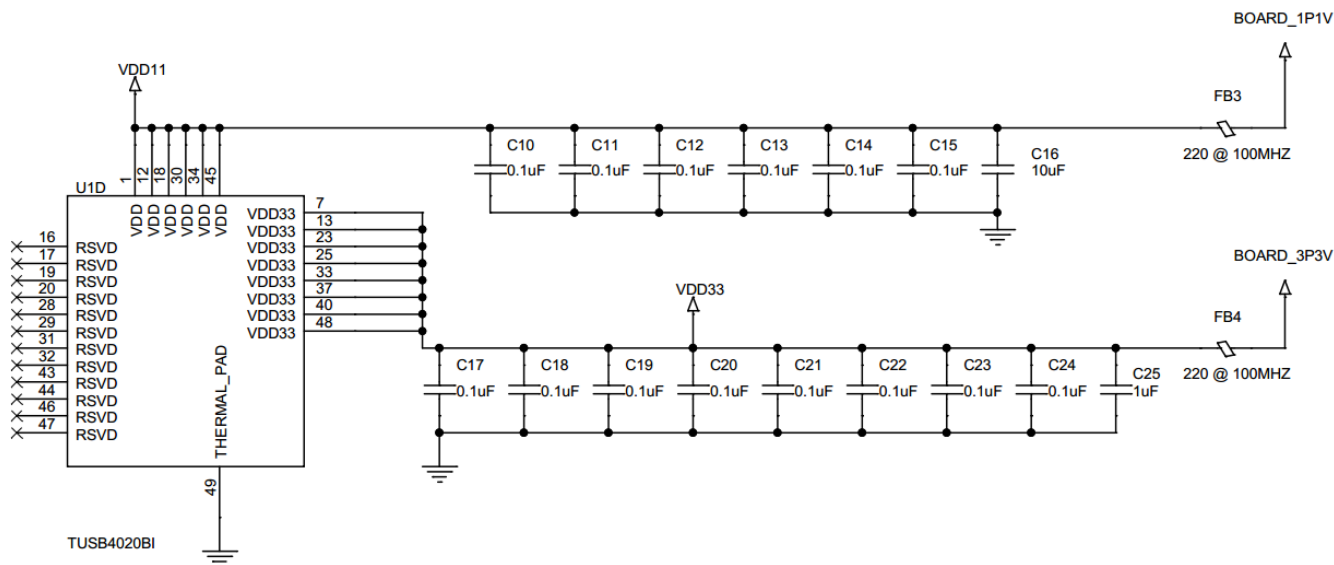 BOARD_1P1V
VDD11
FB3
220 @ 100MHZ
C10
0.1uF
C11
0.1uF
C12
0.1uF
C13
0.1uF
C14
0.1uF
C15
0.1uF
C16
10uF
1
12
18
30
34
45
U1D
VDD
VDD
VDD
VDD
VDD
VDD
VDD33 7
VDD33 13
VDD33 23
VDD33 25
VDD33 33
VDD33 37
VDD33 40
VDD33 48
16 RSVD
17 RSVD
19 RSVD
20 RSVD
28 RSVD
29 RSVD
31 RSVD
32 RSVD
43 RSVD
44 RSVD
46 RSVD
47 RSVD
THERMAL_PAD
49
TUSB4020BI
BOARD_3P3V
VDD33
FB4
220 @ 100MHZ
C17
0.1uF
C18
0.1uF
C19
0.1uF
C20
0.1uF
C21
0.1uF
C22
0.1uF
C23
0.1uF
C24
0.1uF
C25
1uF